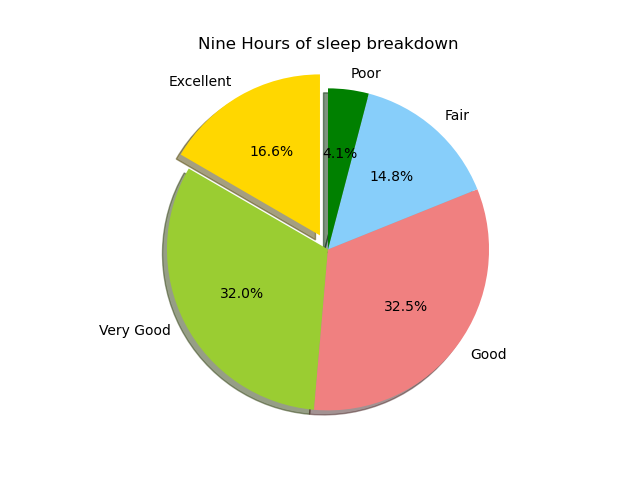 Nine Hours of sleep breakdown
Poor
Excellent
Fair
16.6%
4.1%
14.8%
32.0%
32.5%
Very Good
Good